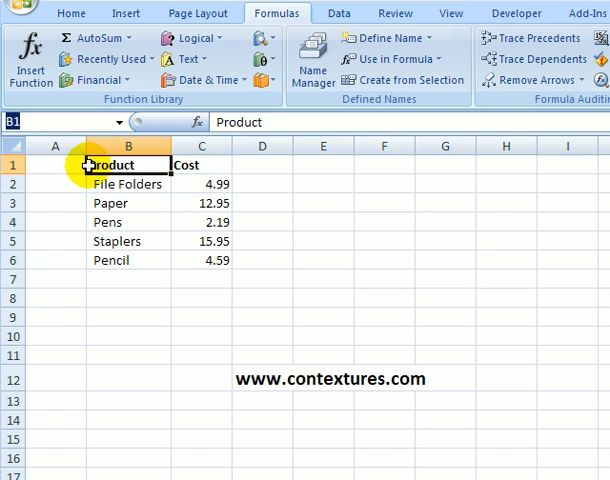 Home Insert Page Layout Formulas Data Review View Developer Add-Ins
Insert Function
AutoSum
Recently Used
Financial
Logical
Text
Date & Time
Function Library
Name Manager
Define Name
Use in Formula
Create from Selection
Defined Names
Trace Precedents
Trace Dependents
Remove Arrows
Formula Auditing
B1 fx Product
A B C D E F G H I
1 Product Cost
2 File Folders 4.99
3 Paper 12.95
4 Pens 2.19
5 Staplers 15.95
6 Pencil 4.59
7
8
9
10
11
12 www.contextures.com
13
14
15
16
17